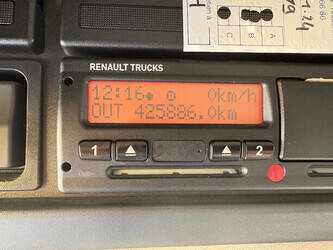 RENAULT TRUCKS
12:16 0km/h
OUT 425886.0km
1 2
A
B
C